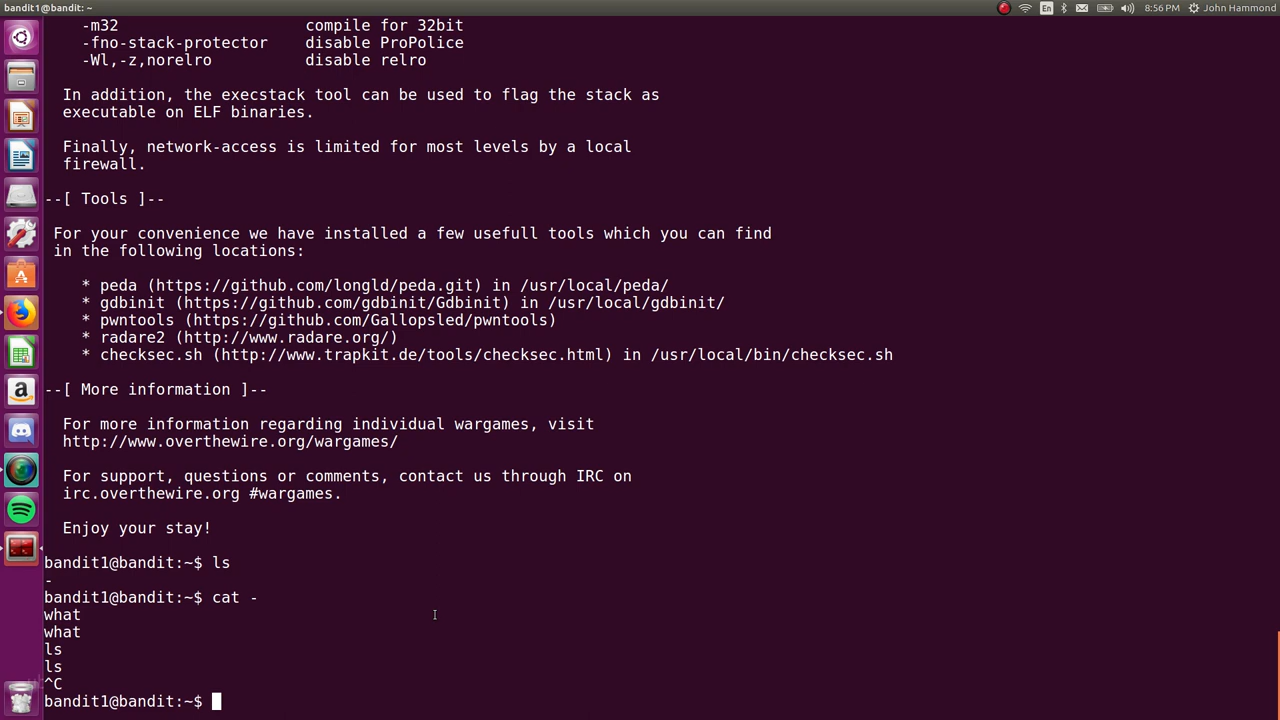 bandit1@bandit: ~
En
8:56 PM
John Hammond
-m32 compile for 32bit
-fno-stack-protector disable ProPolice
-Wl,-z,norelro disable relro
In addition, the execstack tool can be used to flag the stack as
executable on ELF binaries.
Finally, network-access is limited for most levels by a local
firewall.
--[ Tools ]--
For your convenience we have installed a few usefull tools which you can find
in the following locations:
* peda (https://github.com/longld/peda.git) in /usr/local/peda/
* gdbinit (https://github.com/gdbinit/Gdbinit) in /usr/local/gdbinit/
* pwntools (https://github.com/Gallopsled/pwntools)
* radare2 (http://www.radare.org/)
* checksec.sh (http://www.trapkit.de/tools/checksec.html) in /usr/local/bin/checksec.sh
--[ More information ]--
For more information regarding individual wargames, visit
http://www.overthewire.org/wargames/
For support, questions or comments, contact us through IRC on
irc.overthewire.org #wargames.
Enjoy your stay!
bandit1@bandit:~$ ls
-
bandit1@bandit:~$ cat -
what
what
ls
ls
^C
bandit1@bandit:~$